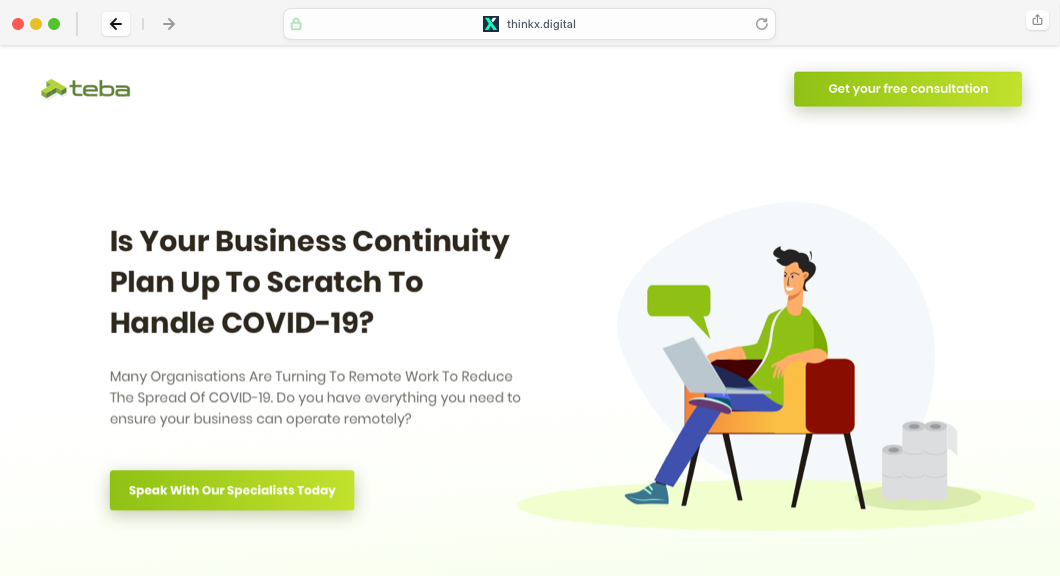 thinkx.digital
teba
Get your free consultation
Is Your Business Continuity
Plan Up To Scratch To
Handle COVID-19?
Many Organisations Are Turning To Remote Work To Reduce
The Spread Of COVID-19. Do you have everything you need to
ensure your business can operate remotely?
Speak With Our Specialists Today